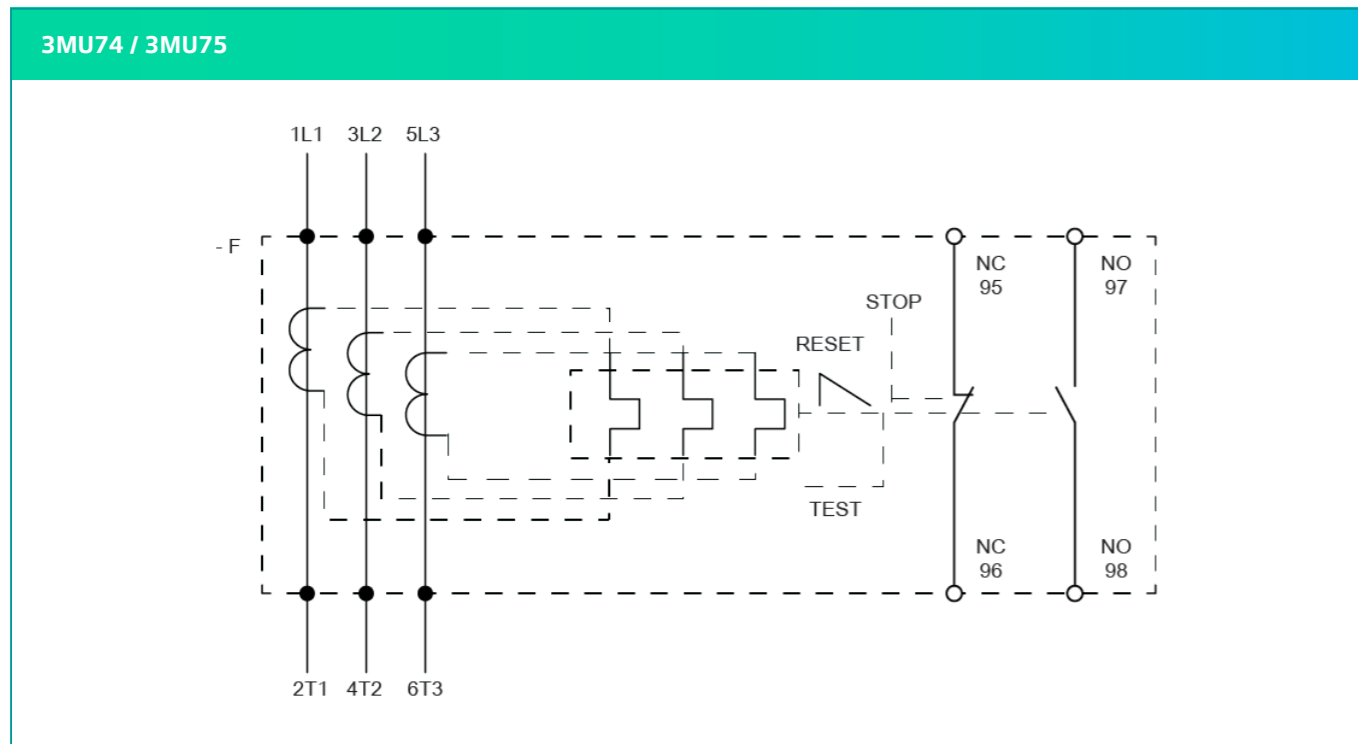 3MU74 / 3MU75
1L1 3L2 5L3
- F
NC NO
95 97
STOP
RESET
TEST
NC NO
96 98
2T1 4T2 6T3